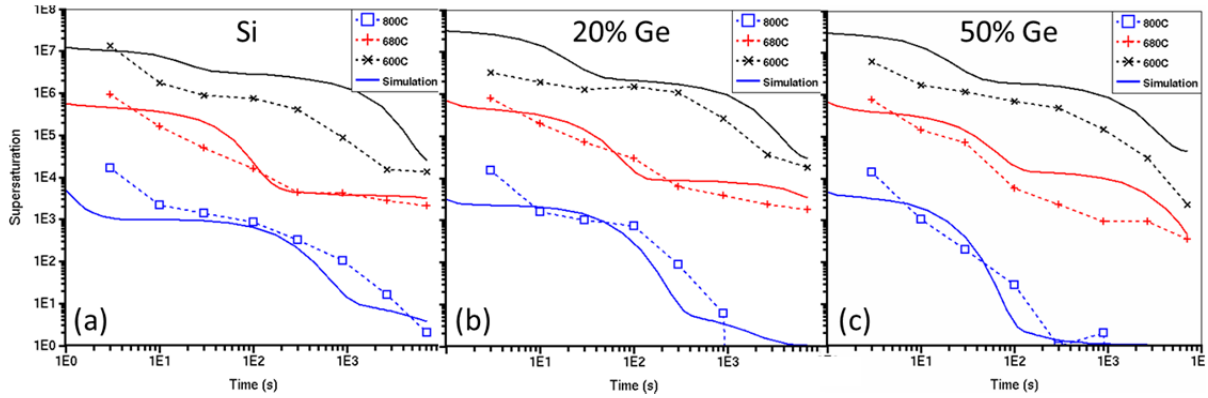 Supersaturation
1E8
1E7
1E6
1E5
1E4
1E3
1E2
1E1
1E0
Si
800C
680C
600C
Simulation
(a)
1E0 1E1 1E2 1E3
Time (s)
20% Ge
800C
680C
600C
Simulation
(b)
1E1 1E2 1E3
Time (s)
50% Ge
800C
680C
600C
Simulation
(c)
1E1 1E2 1E3
Time (s)